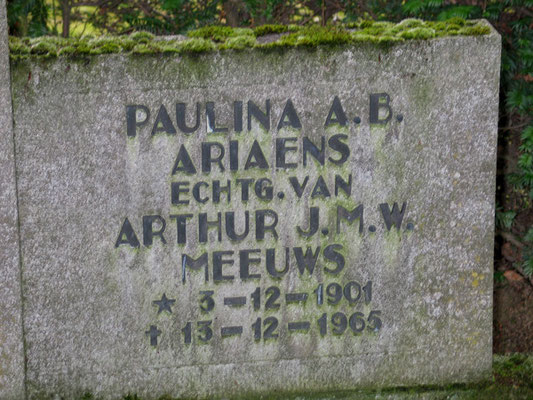 PAULINA A.B.
ARIAENS
ECHTG. VAN
ARTHUR J.M.W.
MEEUWS
★ 3-12-1901
✝ 13-12-1965